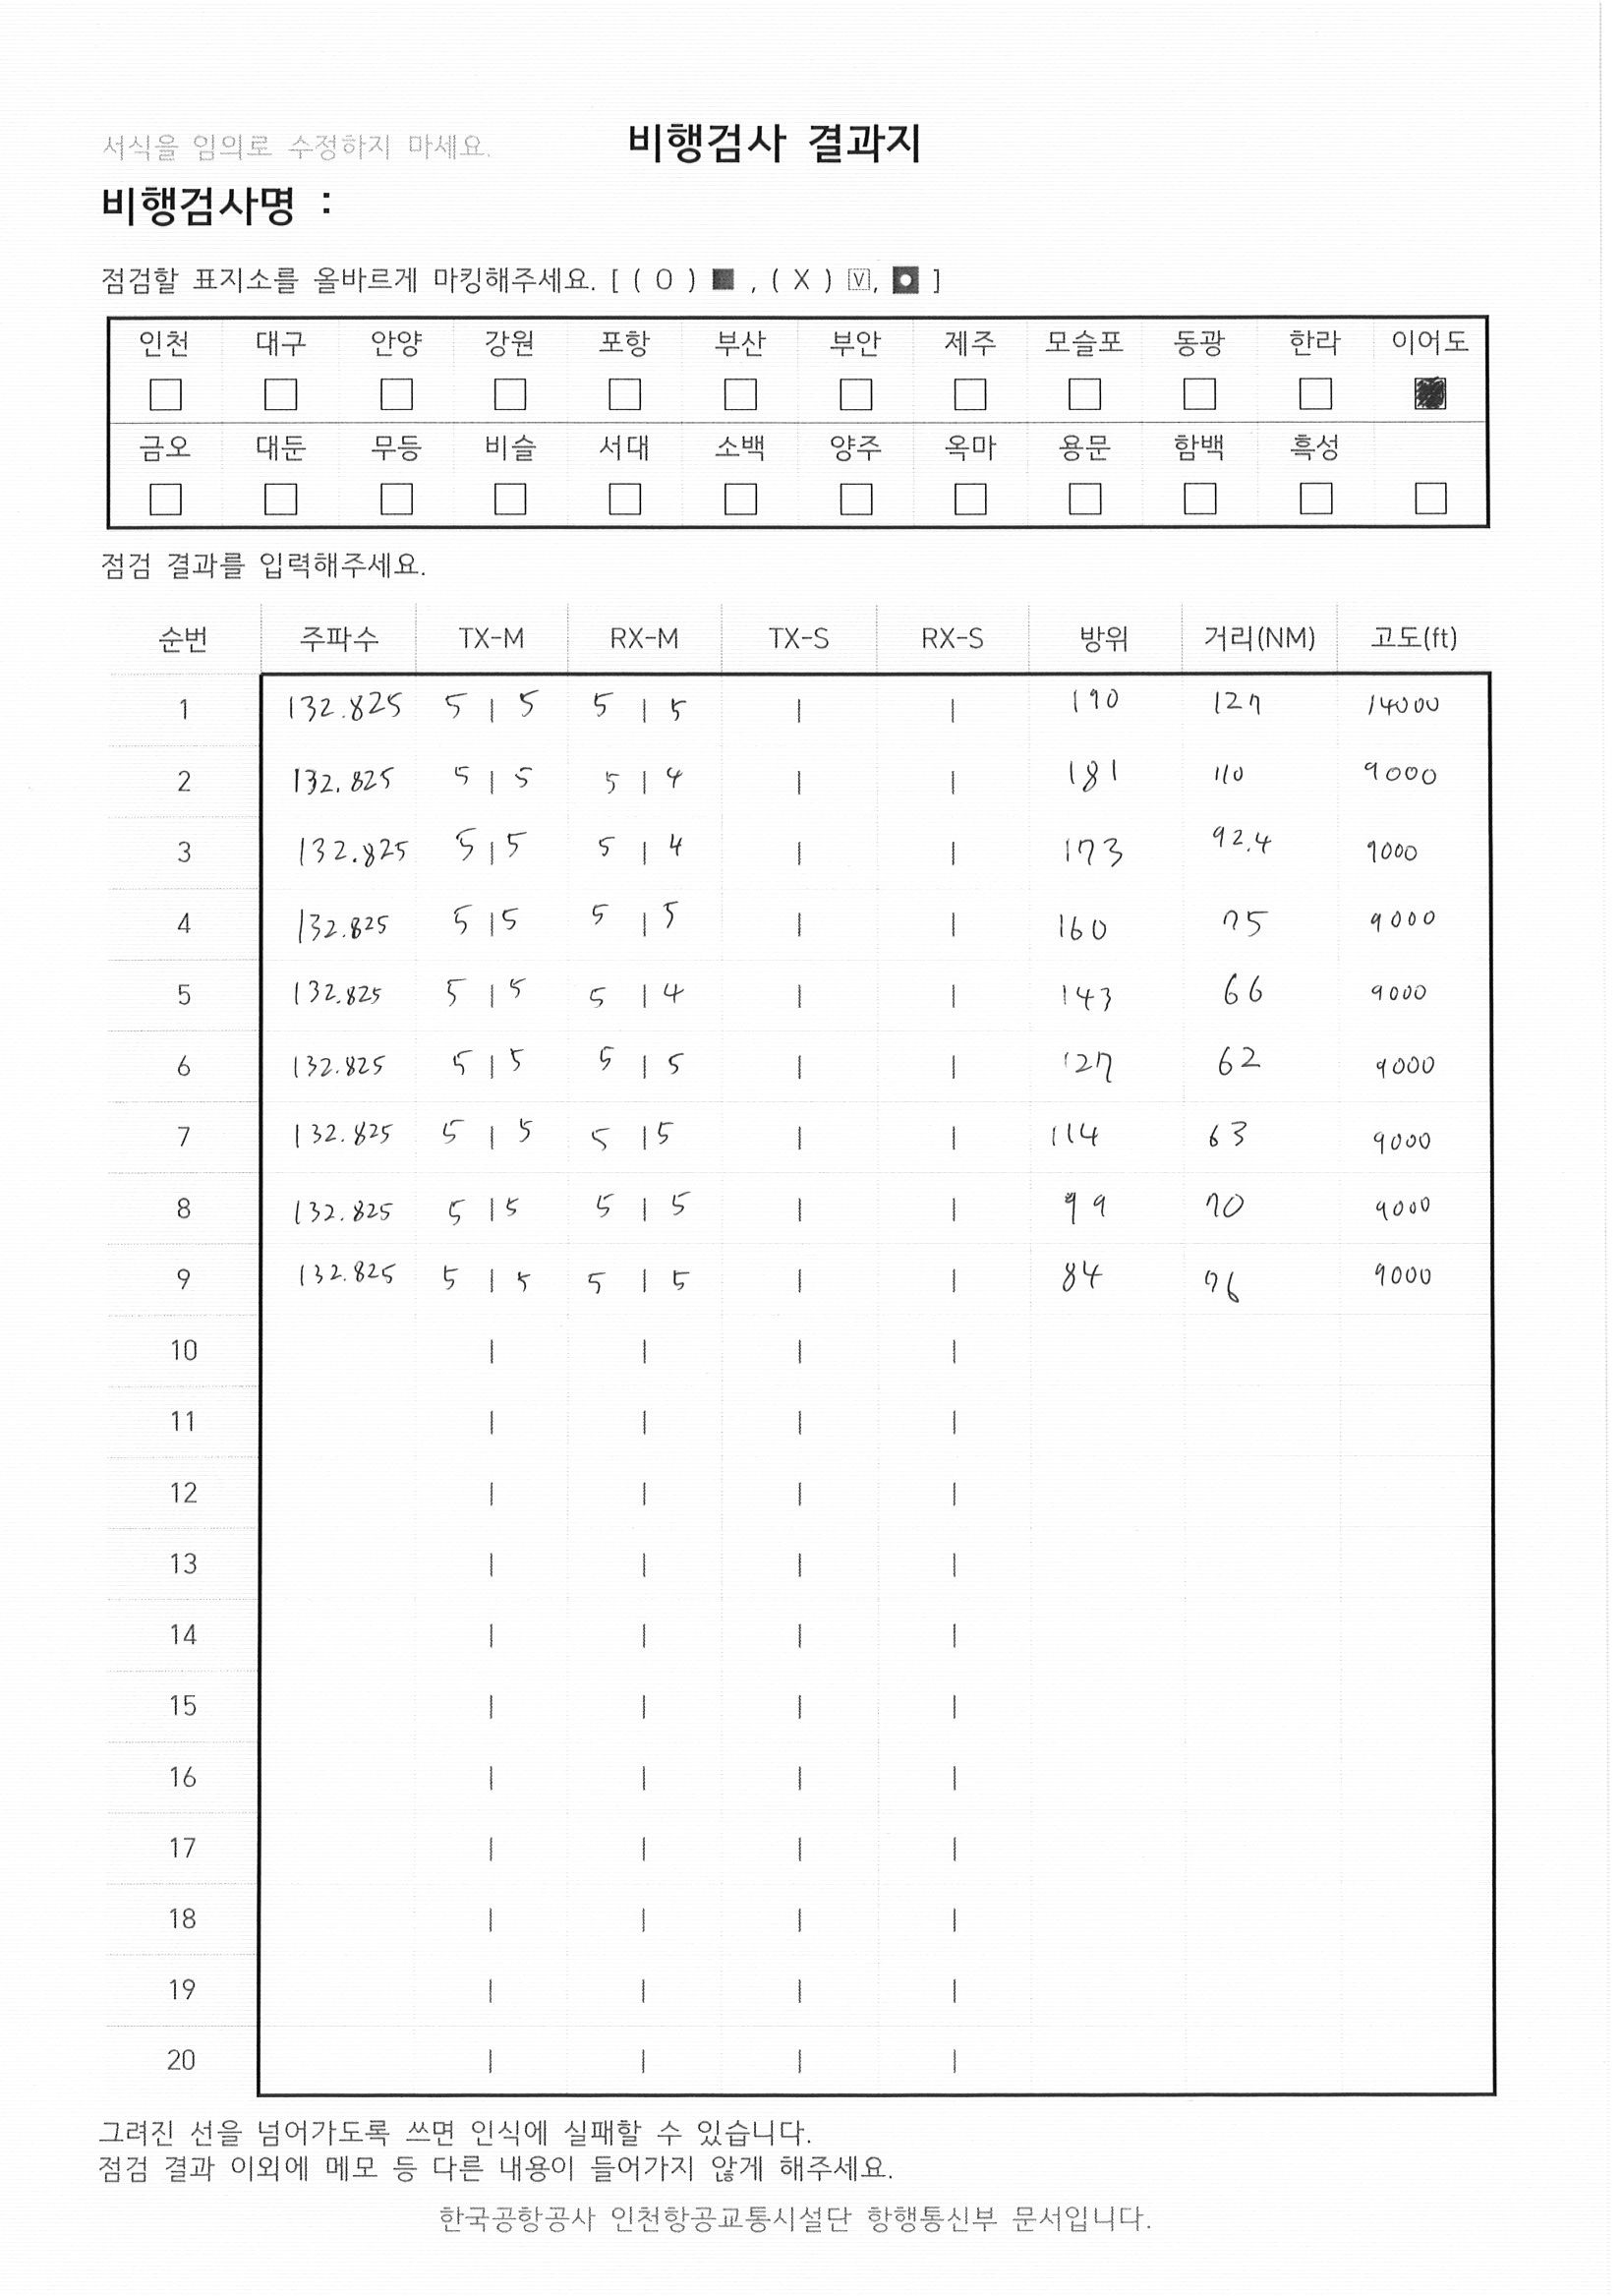 서식을 임의로 수정하지 마세요.
비행검사 결과지
비행검사명 :
점검할 표지소를 올바르게 마킹해주세요. [ ( O ) ■ , ( X ) ☑, ◘ ]
인천 대구 안양 강원 포항 부산 부안 제주 모슬포 동광 한라 이어도
□ □ □ □ □ □ □ □ □ □ □ ■
금오 대둔 무등 비슬 서대 소백 양주 옥마 용문 함백 흑성
□ □ □ □ □ □ □ □ □ □ □ □
점검 결과를 입력해주세요.
순번 주파수 TX-M RX-M TX-S RX-S 방위 거리(NM) 고도(ft)
1 132.825 5 | 5 5 | 5 | | 190 127 14000
2 132.825 5 | 5 5 | 4 | | 181 110 9000
3 132.825 5 | 5 5 | 4 | | 173 92.4 9000
4 132.825 5 | 5 5 | 5 | | 160 75 9000
5 132.825 5 | 5 5 | 4 | | 143 66 9000
6 132.825 5 | 5 5 | 5 | | 127 62 9000
7 132.825 5 | 5 5 | 5 | | 114 63 9000
8 132.825 5 | 5 5 | 5 | | 99 70 9000
9 132.825 5 | 5 5 | 5 | | 84 76 9000
10 | | | |
11 | | | |
12 | | | |
13 | | | |
14 | | | |
15 | | | |
16 | | | |
17 | | | |
18 | | | |
19 | | | |
20 | | | |
그려진 선을 넘어가도록 쓰면 인식에 실패할 수 있습니다.
점검 결과 이외에 메모 등 다른 내용이 들어가지 않게 해주세요.
한국공항공사 인천항공교통시설단 항행통신부 문서입니다.